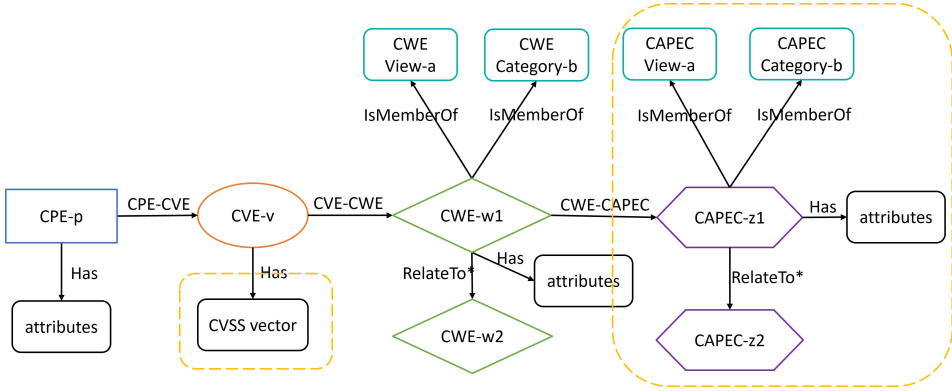 CWE
View-a
CWE
Category-b
CAPEC
View-a
CAPEC
Category-b
IsMemberOf
IsMemberOf
IsMemberOf
IsMemberOf
CPE-p
CPE-CVE
CVE-v
CVE-CWE
CWE-w1
CWE-CAPEC
CAPEC-z1
Has
attributes
Has
Has
RelateTo*
Has
RelateTo*
attributes
CVSS vector
attributes
CWE-w2
CAPEC-z2